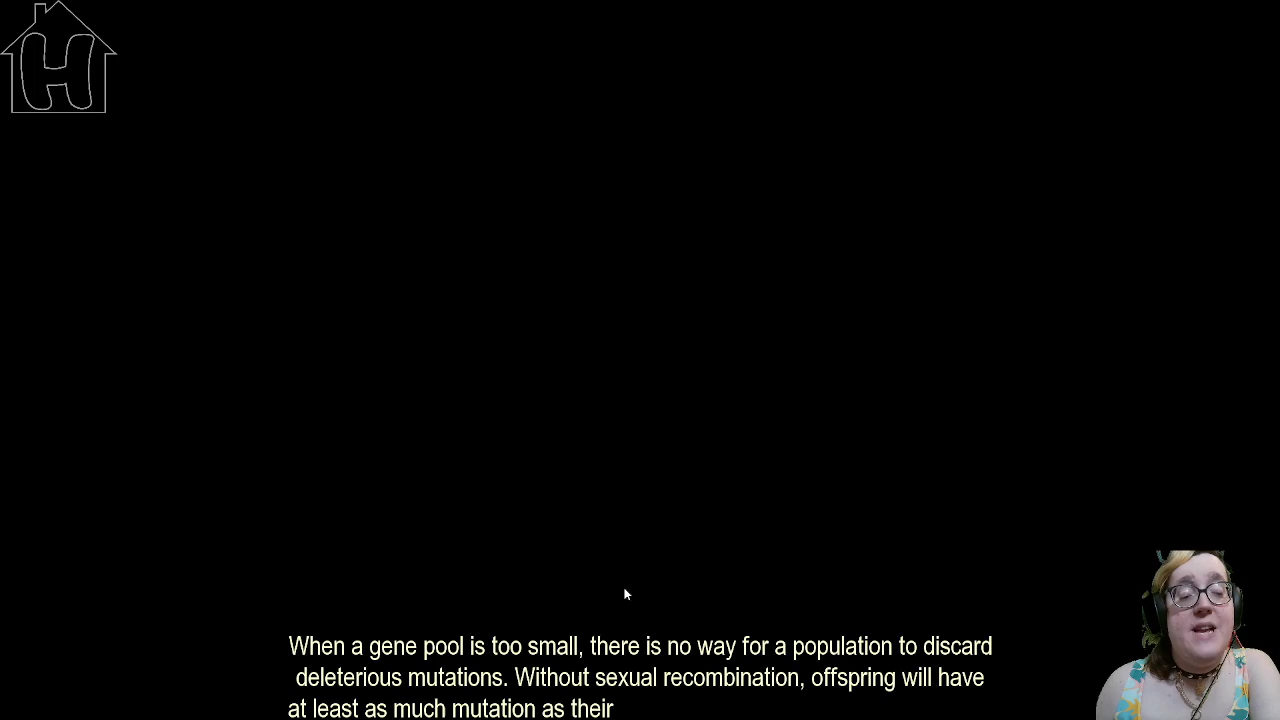 H
When a gene pool is too small, there is no way for a population to discard
deleterious mutations. Without sexual recombination, offspring will have
at least as much mutation as their